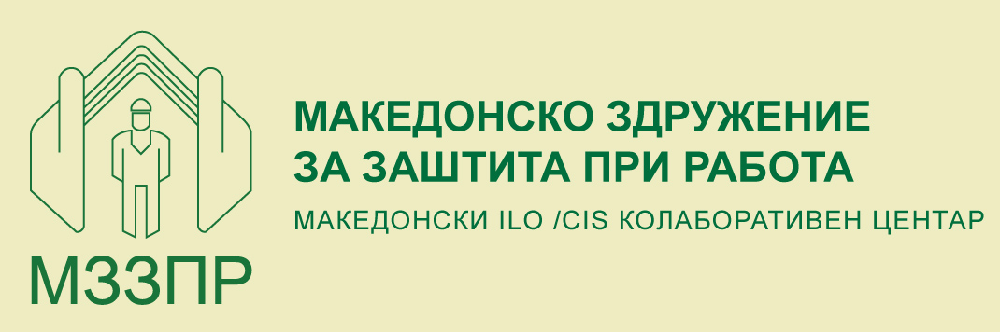 МАКЕДОНСКО ЗДРУЖЕНИЕ
ЗА ЗАШТИТА ПРИ РАБОТА
МАКЕДОНСКИ ILO /CIS КОЛАБОРАТИВЕН ЦЕНТАР
МЗЗПР